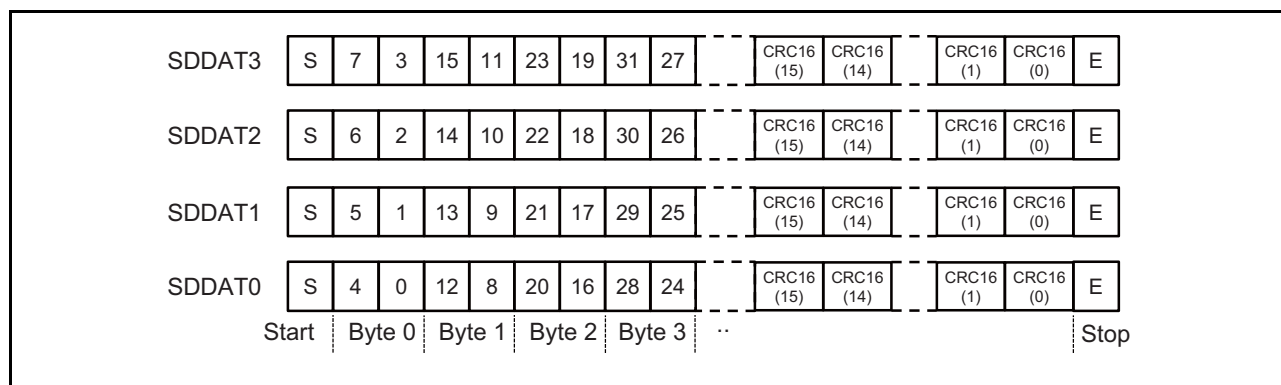 SDDAT3 S 7 3 15 11 23 19 31 27 CRC16 (15) CRC16 (14) CRC16 (1) CRC16 (0) E
SDDAT2 S 6 2 14 10 22 18 30 26 CRC16 (15) CRC16 (14) CRC16 (1) CRC16 (0) E
SDDAT1 S 5 1 13 9 21 17 29 25 CRC16 (15) CRC16 (14) CRC16 (1) CRC16 (0) E
SDDAT0 S 4 0 12 8 20 16 28 24 CRC16 (15) CRC16 (14) CRC16 (1) CRC16 (0) E
Start Byte 0 Byte 1 Byte 2 Byte 3 .. Stop